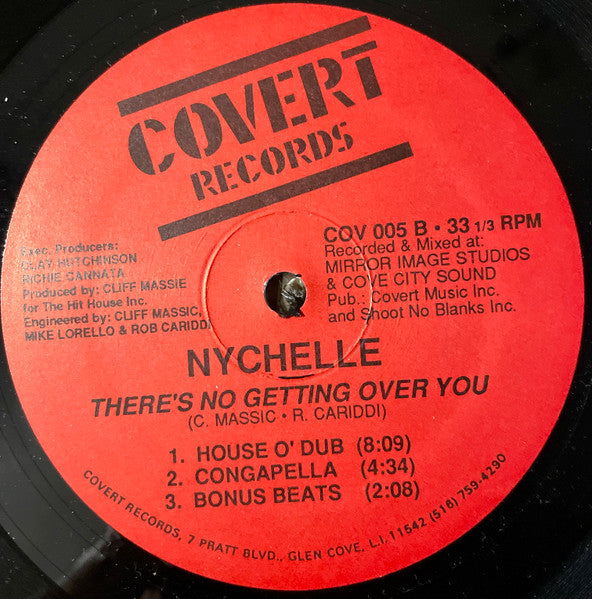 COVERT
RECORDS
Exec. Producers:
CLAY HUTCHINSON
RICHIE CANNATA
Produced by: CLIFF MASSIE
for The Hit House Inc.
Engineered by: CLIFF MASSIC,
MIKE LORELLO & ROB CARIDDI
COV 005 B • 33 1/3 RPM
Recorded & Mixed at:
MIRROR IMAGE STUDIOS
& COVE CITY SOUND
Pub.: Covert Music Inc.
and Shoot No Blanks Inc.
NYCHELLE
THERE'S NO GETTING OVER YOU
(C. MASSIC • R. CARIDDI)
1. HOUSE O' DUB (8:09)
2. CONGAPELLA (4:34)
3. BONUS BEATS (2:08)
COVERT RECORDS, 7 PRATT BLVD., GLEN COVE, L.I. 11542 (516) 759-4290